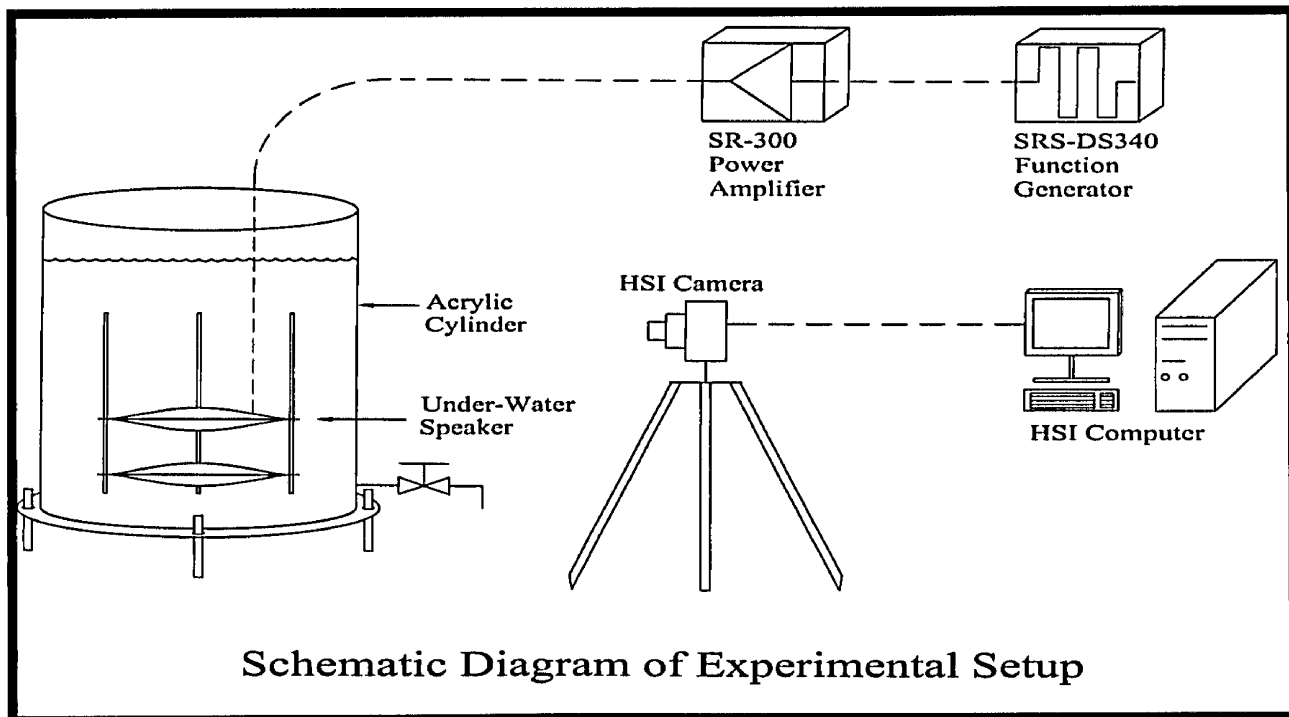 SR-300
Power
Amplifier
SRS-DS340
Function
Generator
HSI Camera
Acrylic
Cylinder
Under-Water
Speaker
HSI Computer
Schematic Diagram of Experimental Setup